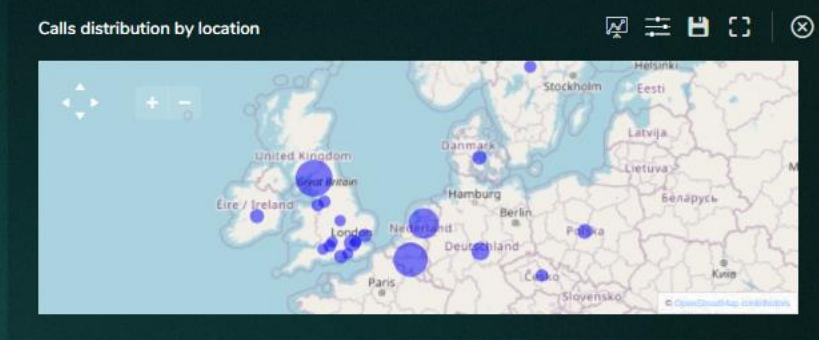 Calls distribution by location
Helsinki
Stockholm
Eesti
Latvija
Danmark
United Kingdom
Lietuva
Great Britain
Hamburg
Беларусь
Éire / Ireland
Berlin
London
Nederland
Polska
Deutschland
Česko
Київ
Paris
Slovensko
© OpenStreetMap contributors
M